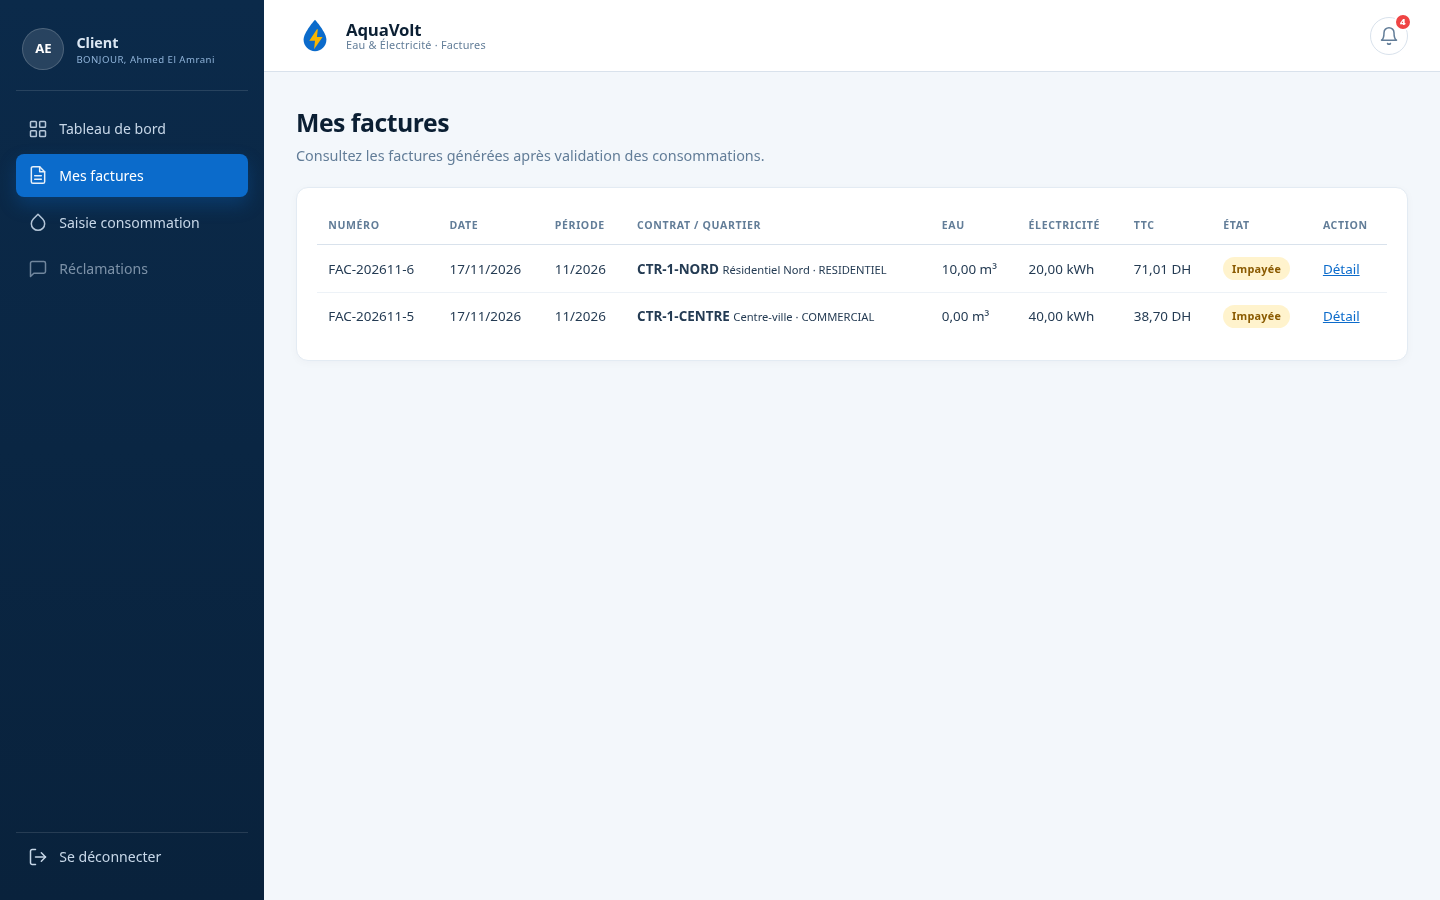 AE
Client
BONJOUR, Ahmed El Amrani
Tableau de bord
Mes factures
Saisie consommation
Réclamations
Se déconnecter
AquaVolt
Eau & Électricité · Factures
4
Mes factures
Consultez les factures générées après validation des consommations.
NUMÉRO DATE PÉRIODE CONTRAT / QUARTIER EAU ÉLECTRICITÉ TTC ÉTAT ACTION
FAC-202611-6 17/11/2026 11/2026 CTR-1-NORD Résidentiel Nord · RESIDENTIEL 10,00 m³ 20,00 kWh 71,01 DH Impayée Détail
FAC-202611-5 17/11/2026 11/2026 CTR-1-CENTRE Centre-ville · COMMERCIAL 0,00 m³ 40,00 kWh 38,70 DH Impayée Détail